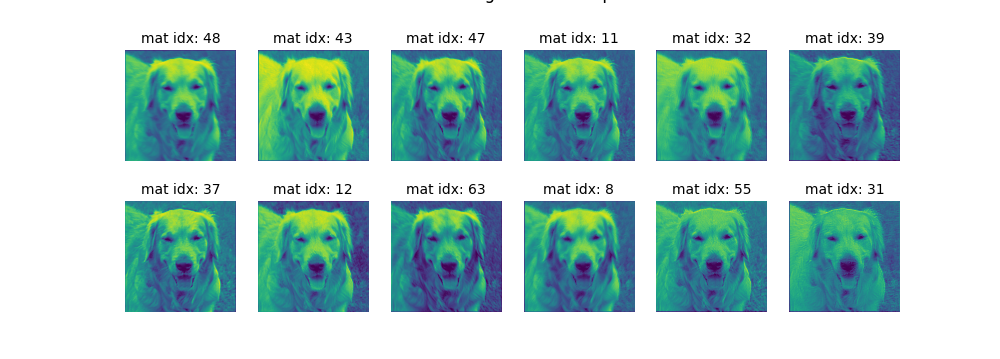 mat idx: 48
mat idx: 43
mat idx: 47
mat idx: 11
mat idx: 32
mat idx: 39
mat idx: 37
mat idx: 12
mat idx: 63
mat idx: 8
mat idx: 55
mat idx: 31